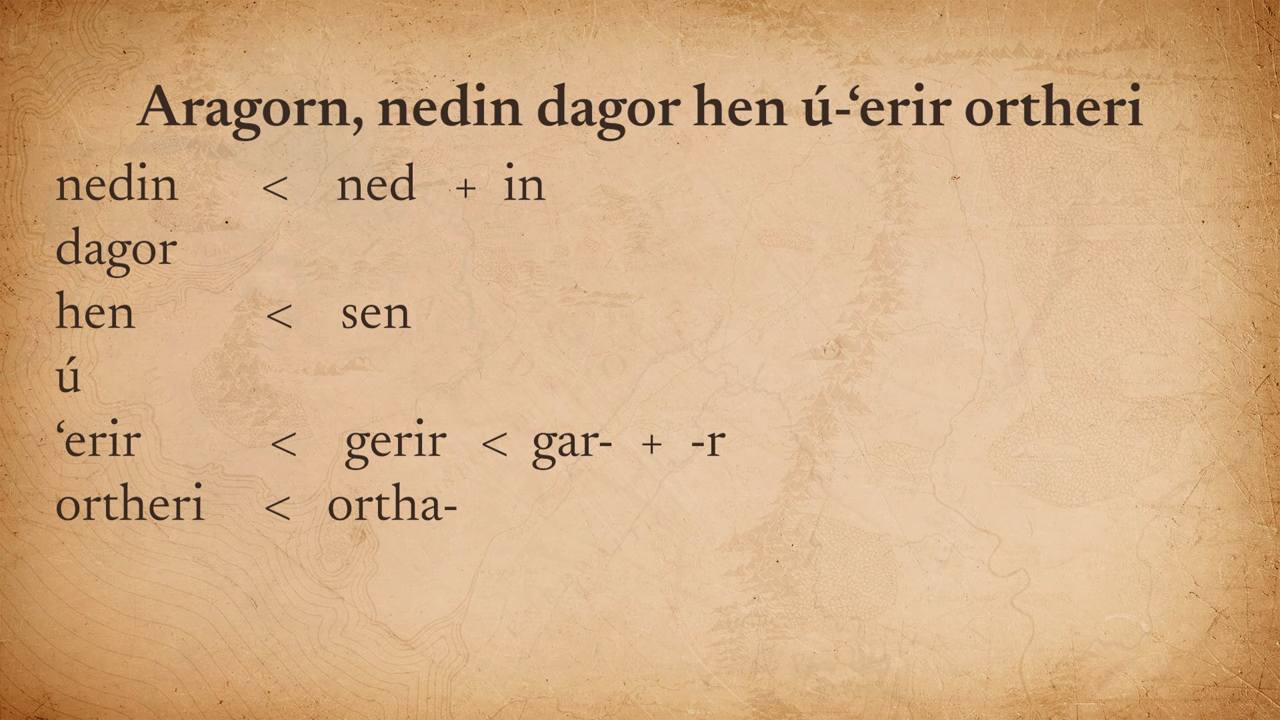 Aragorn, nedin dagor hen ú-‘erir ortheri
nedin < ned + in
dagor
hen < sen
ú
‘erir < gerir < gar- + -r
ortheri < ortha-